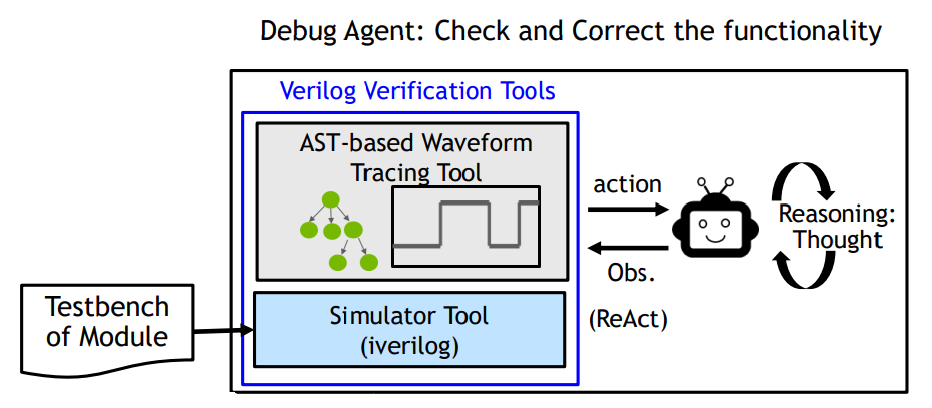 Debug Agent: Check and Correct the functionality
Verilog Verification Tools
AST-based Waveform
Tracing Tool
action
Reasoning:
Thought
Obs.
(ReAct)
Testbench
of Module
Simulator Tool
(iverilog)